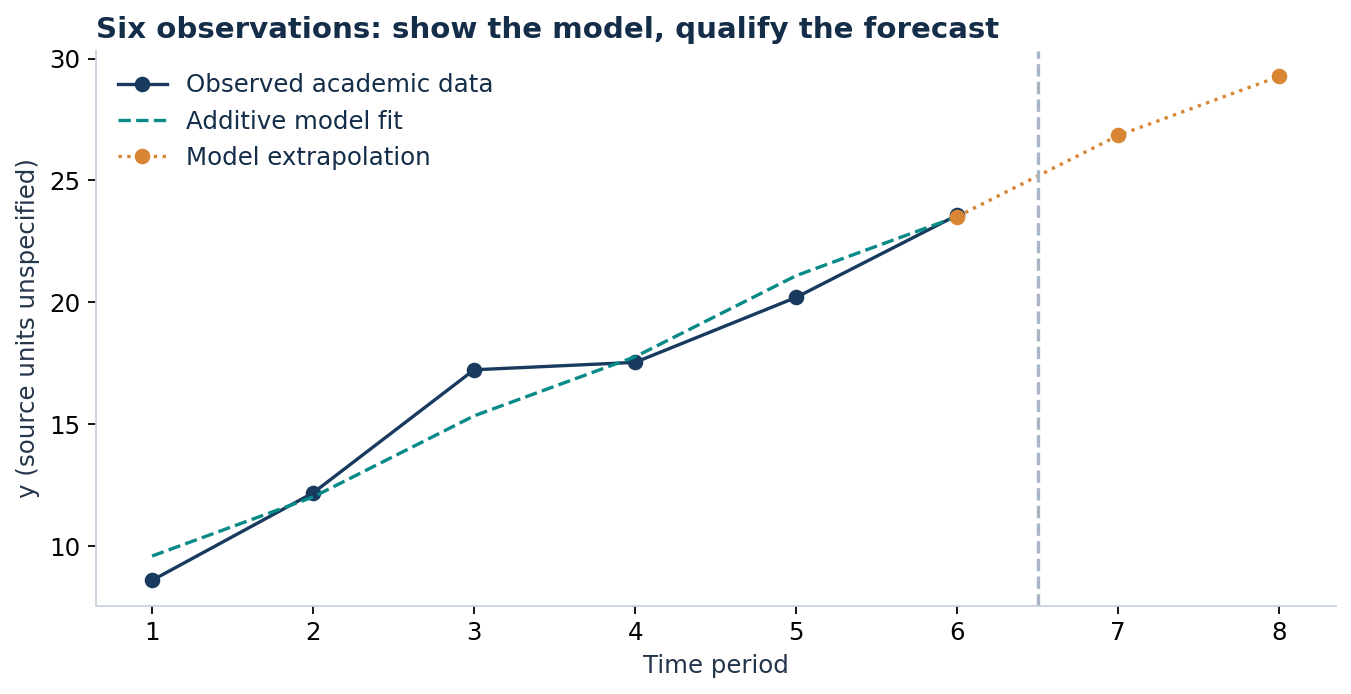 Six observations: show the model, qualify the forecast
Observed academic data
Additive model fit
Model extrapolation
y (source units unspecified)
30
25
20
15
10
1 2 3 4 5 6 7 8
Time period